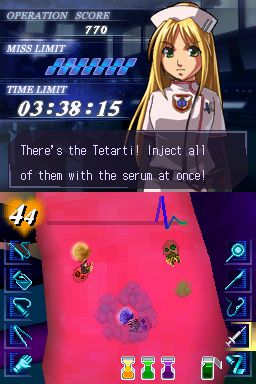 OPERATION SCORE
770
MISS LIMIT
TIME LIMIT
03:38:15
There's the Tetarti! Inject all
of them with the serum at once!
44